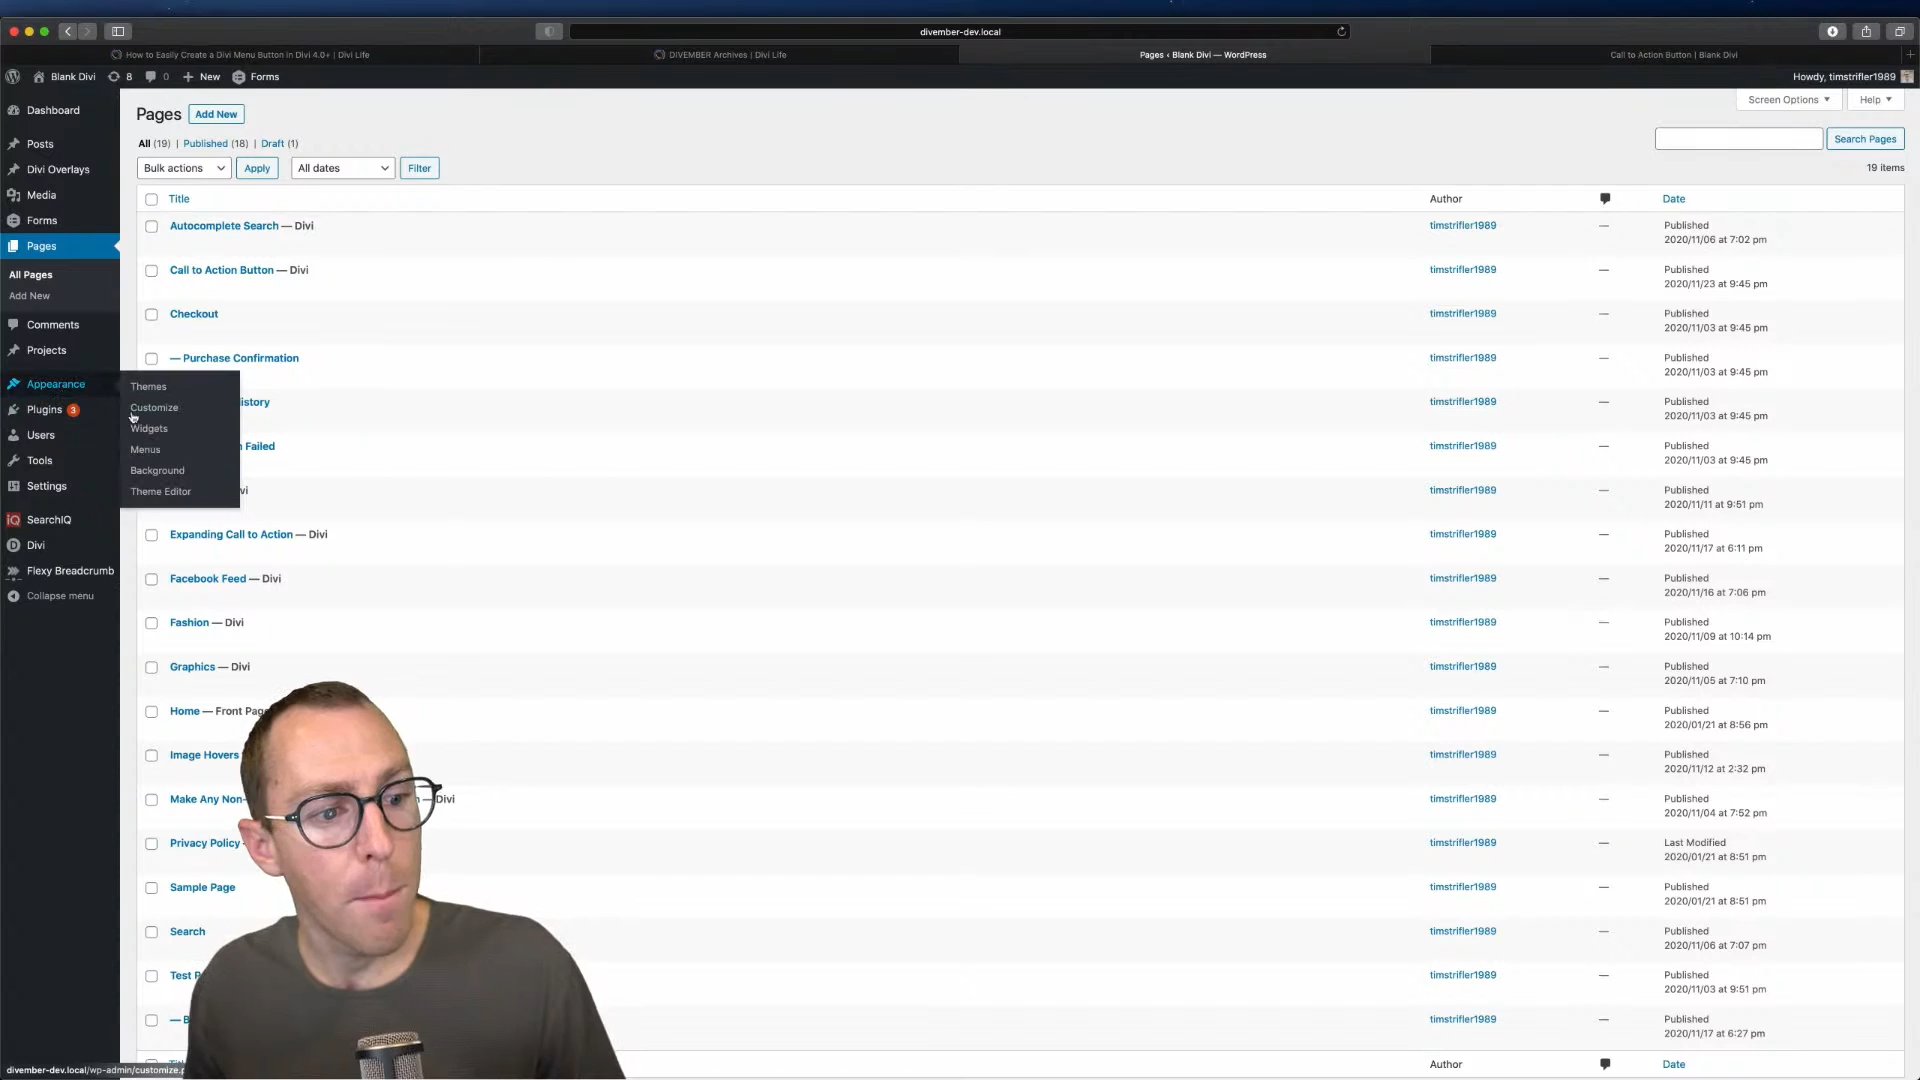 divember-dev.local
How to Easily Create a Divi Menu Button in Divi 4.0+ | Divi Life
DIVEMBER Archives | Divi Life
Pages ‹ Blank Divi — WordPress
Call to Action Button | Blank Divi
Blank Divi 8 0 New Forms
Howdy, timstrifler1989
Dashboard
Posts
Divi Overlays
Media
Forms
Pages
All Pages
Add New
Comments
Projects
Appearance
Plugins 3
Users
Tools
Settings
SearchIQ
Divi
Flexy Breadcrumb
Collapse menu
Themes
Customize
Widgets
Menus
Background
Theme Editor
Pages Add New
Screen Options Help
All (19) | Published (18) | Draft (1)
Search Pages
Bulk actions Apply All dates Filter
19 items
Title Author Date
Autocomplete Search — Divi timstrifler1989 Published
2020/11/06 at 7:02 pm
Call to Action Button — Divi timstrifler1989 Published
2020/11/23 at 9:45 pm
Checkout timstrifler1989 Published
2020/11/03 at 9:45 pm
— Purchase Confirmation timstrifler1989 Published
2020/11/03 at 9:45 pm
istory timstrifler1989 Published
2020/11/03 at 9:45 pm
Failed timstrifler1989 Published
2020/11/03 at 9:45 pm
vi timstrifler1989 Published
2020/11/11 at 9:51 pm
Expanding Call to Action — Divi timstrifler1989 Published
2020/11/17 at 6:11 pm
Facebook Feed — Divi timstrifler1989 Published
2020/11/16 at 7:06 pm
Fashion — Divi timstrifler1989 Published
2020/11/09 at 10:14 pm
Graphics — Divi timstrifler1989 Published
2020/11/05 at 7:10 pm
Home — Front Pag timstrifler1989 Published
2020/01/21 at 8:56 pm
Image Hovers timstrifler1989 Published
2020/11/12 at 2:32 pm
Make Any Non- — Divi timstrifler1989 Published
2020/11/04 at 7:52 pm
Privacy Policy timstrifler1989 Last Modified
2020/01/21 at 8:51 pm
Sample Page timstrifler1989 Published
2020/01/21 at 8:51 pm
Search timstrifler1989 Published
2020/11/06 at 7:07 pm
Test P timstrifler1989 Published
2020/11/03 at 9:51 pm
— B timstrifler1989 Published
2020/11/17 at 6:27 pm
Author Date
divember-dev.local/wp-admin/customize.p